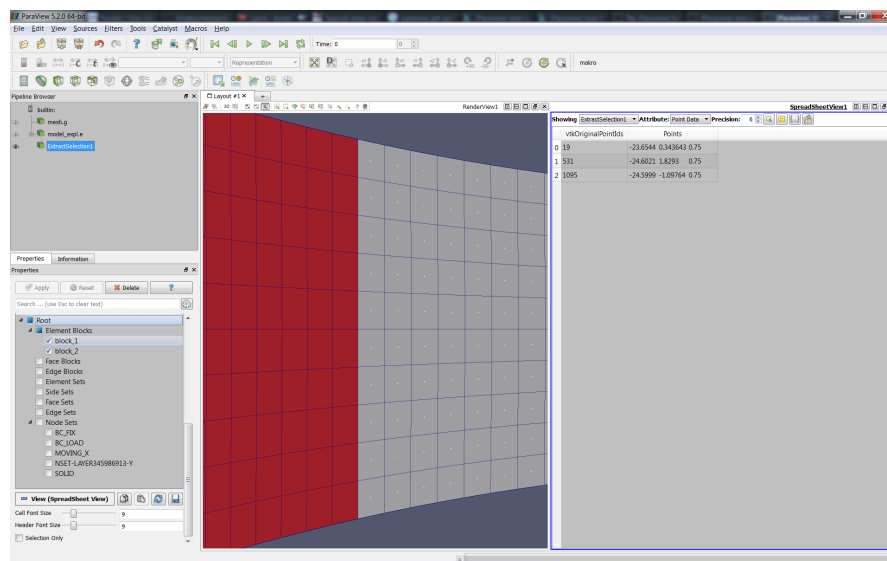 ParaView 5.2.0 64-bit
File Edit View Sources Filters Tools Catalyst Macros Help
Time: 0 0
Representation makro
Pipeline Browser
builtin:
mesh.g
model_expl.e
ExtractSelection1
Properties Information
Properties
Apply Reset Delete ?
Search ... (use Esc to clear text)
Root
Element Blocks
block_1
block_2
Face Blocks
Edge Blocks
Element Sets
Side Sets
Face Sets
Edge Sets
Node Sets
BC_FIX
BC_LOAD
MOVING_X
NSET-LAYER345986913-Y
SOLID
View (SpreadSheet View)
Cell Font Size 9
Header Font Size 9
Selection Only
Layout #1 +
3D
RenderView1
SpreadSheetView1
Showing ExtractSelection1 Attribute: Point Data Precision: 6
vtkOriginalPointIds Points
0 19 -23.6544 0.343643 0.75
1 531 -24.6021 1.8293 0.75
2 1095 -24.5999 -1.09764 0.75